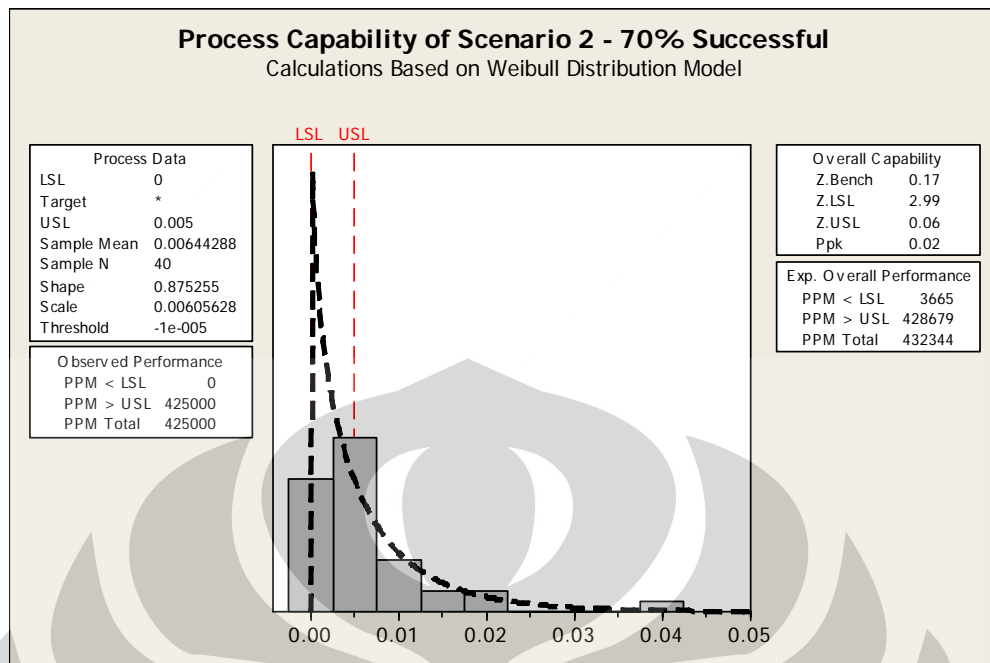 Process Capability of Scenario 2 - 70% Successful
Calculations Based on Weibull Distribution Model
LSL USL
Process Data
LSL 0
Target *
USL 0.005
Sample Mean 0.00644288
Sample N 40
Shape 0.875255
Scale 0.00605628
Threshold -1e-005
Observed Performance
PPM < LSL 0
PPM > USL 425000
PPM Total 425000
Overall Capability
Z.Bench 0.17
Z.LSL 2.99
Z.USL 0.06
Ppk 0.02
Exp. Overall Performance
PPM < LSL 3665
PPM > USL 428679
PPM Total 432344
0.00 0.01 0.02 0.03 0.04 0.05